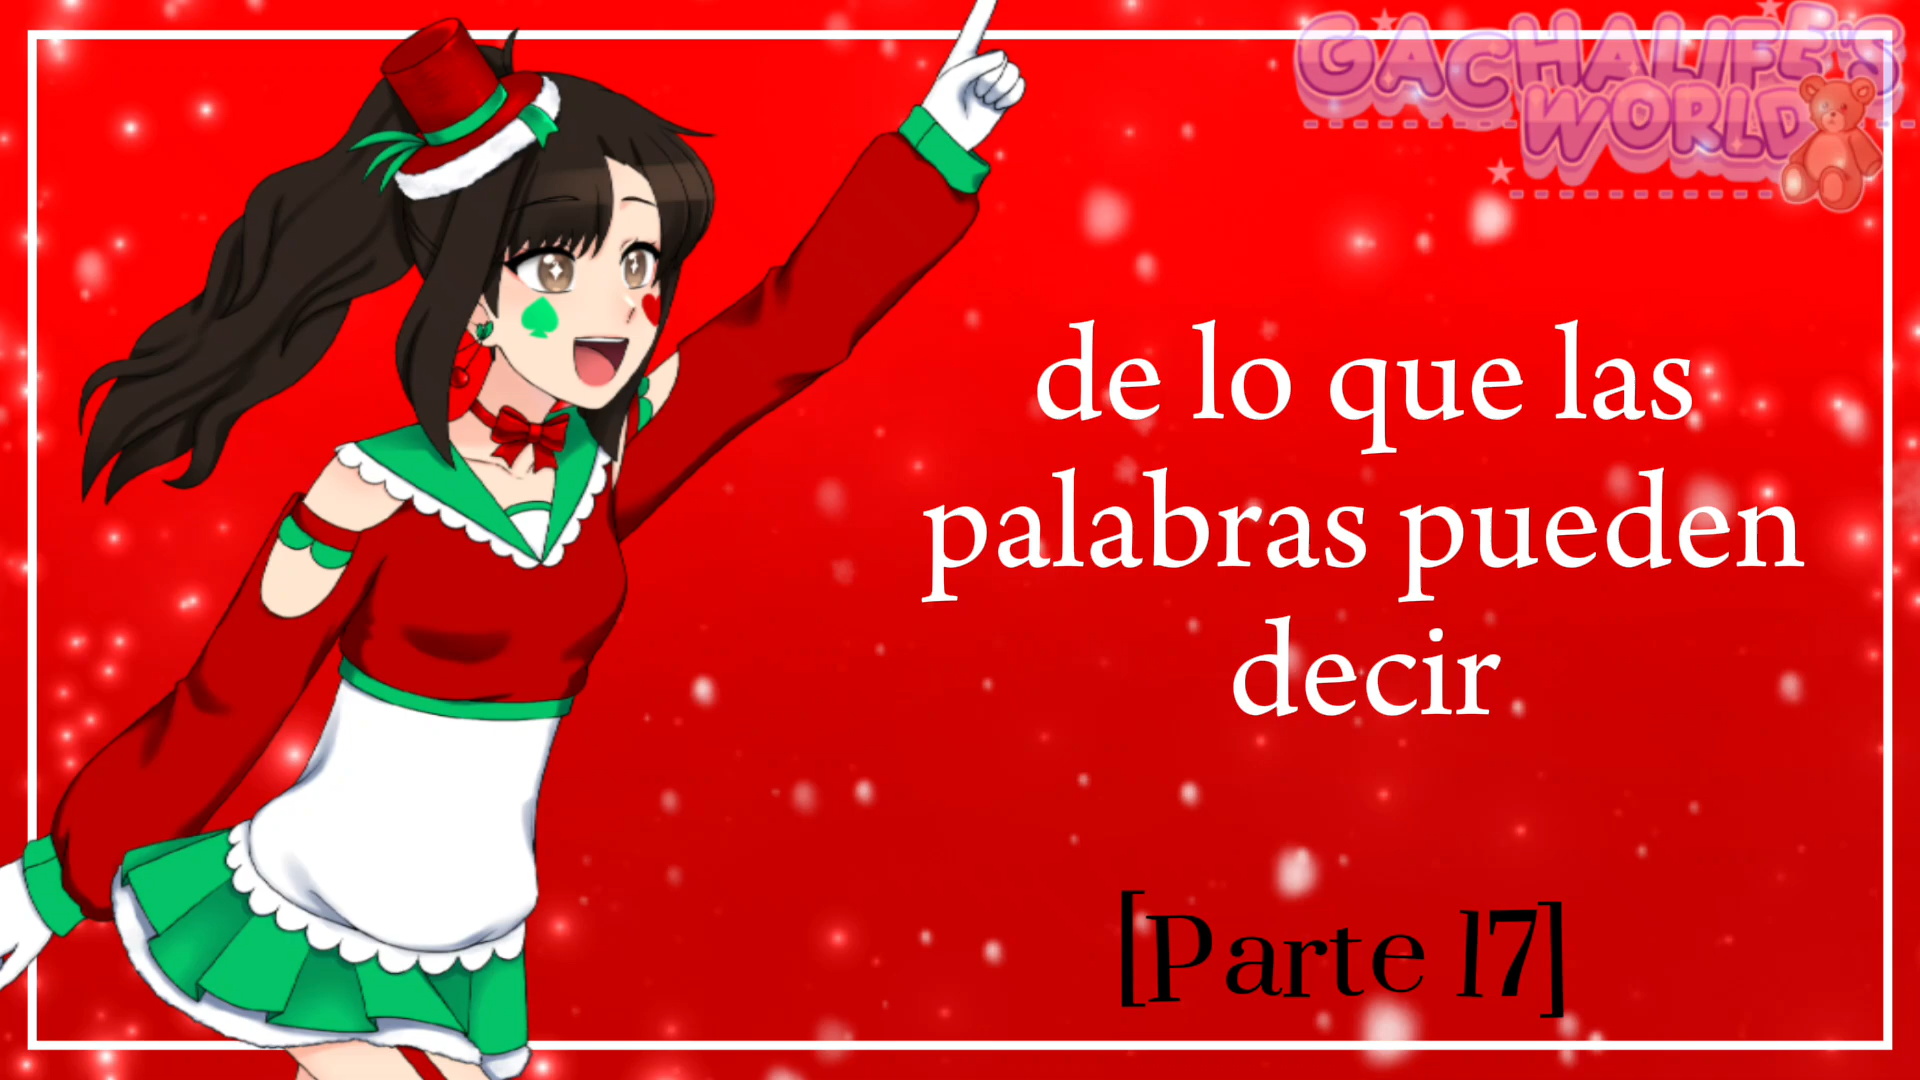 GACHALIFE'S
WORLD
de lo que las
palabras pueden
decir
[Parte 17]